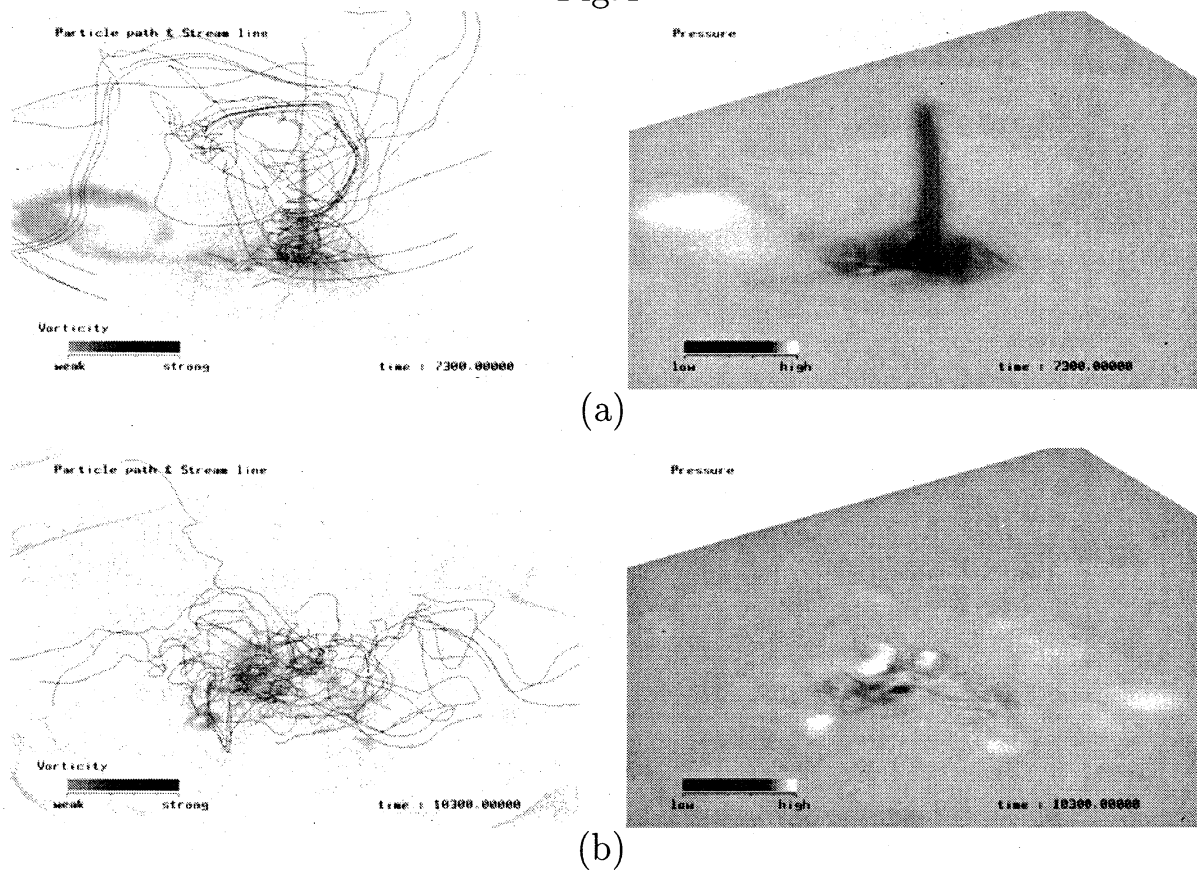 Particle path & Stream line
Pressure
Vorticity
weak strong
time : 7300.00000
low high
time : 7300.00000
(a)
Particle path & Stream line
Pressure
Vorticity
weak strong
time : 10300.00000
low high
time : 10300.00000
(b)